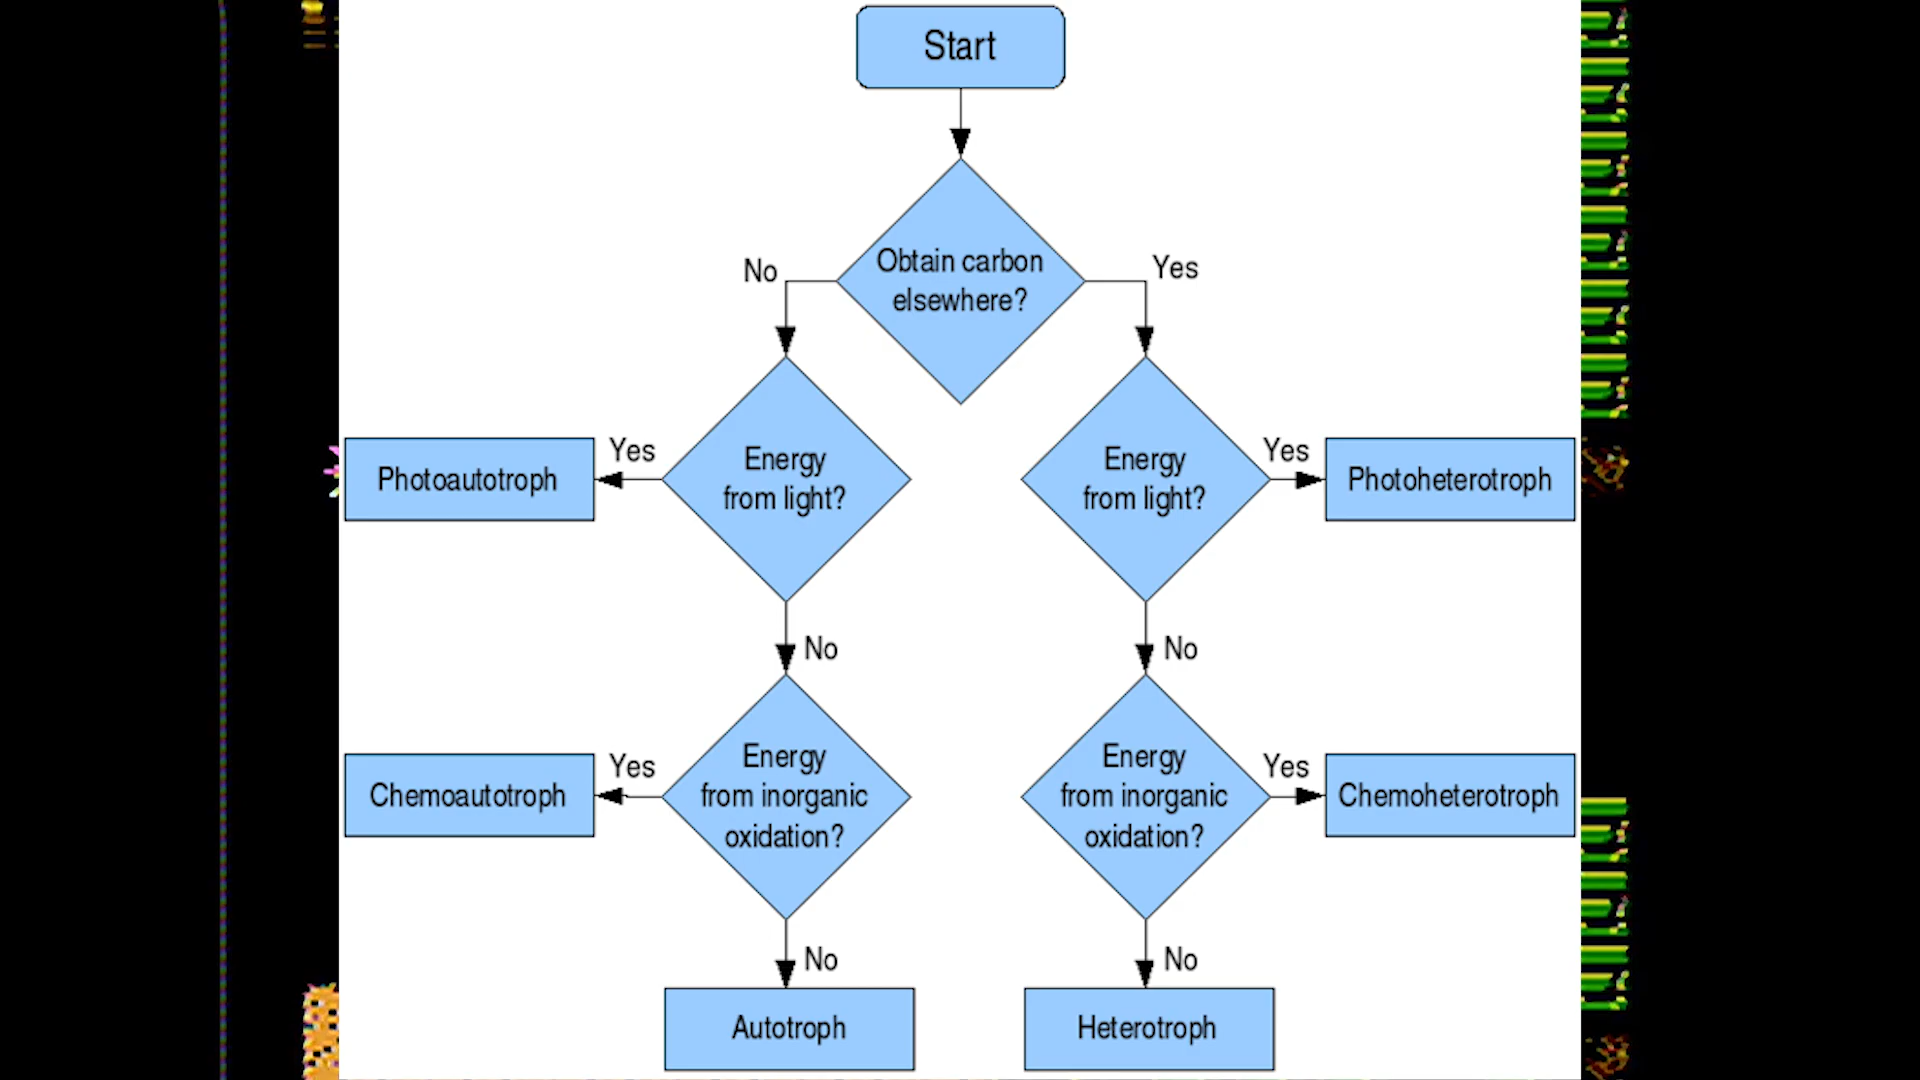 Start
Obtain carbon
elsewhere?
No
Yes
Energy
from light?
Yes
Photoautotroph
Energy
from light?
Yes
Photoheterotroph
No
No
Energy
from inorganic
oxidation?
Yes
Chemoautotroph
Energy
from inorganic
oxidation?
Yes
Chemoheterotroph
No
No
Autotroph
Heterotroph